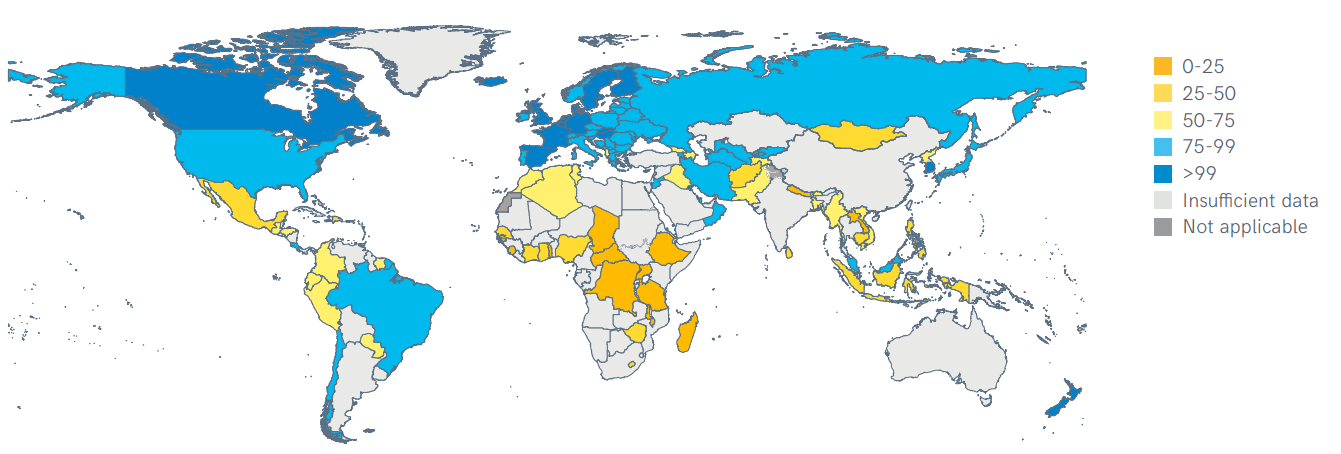 0-25
25-50
50-75
75-99
>99
Insufficient data
Not applicable